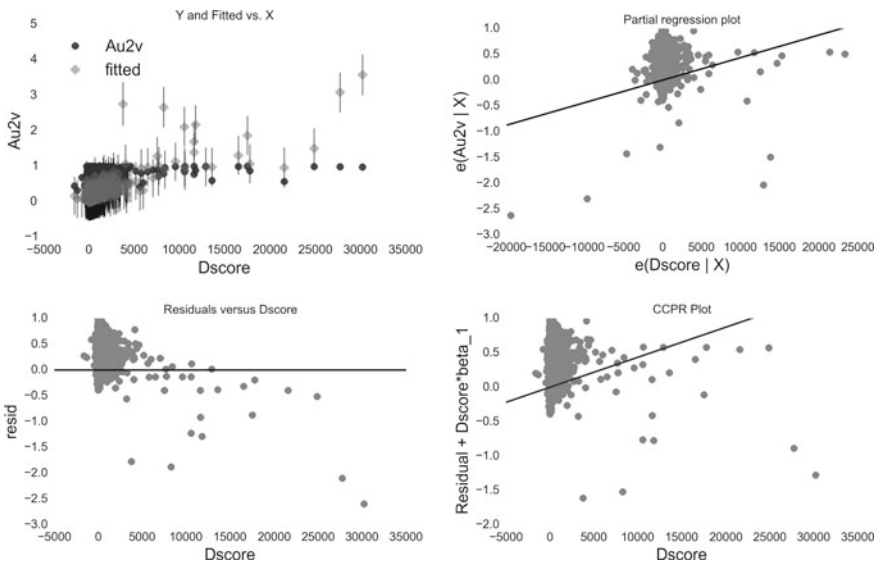 Y and Fitted vs. X
5
4
3
2
1
0
−1
Au2v
Au2v
fitted
−5000 0 5000 10000 15000 20000 25000 30000 35000
Dscore
Partial regression plot
1.0
0.5
0.0
−0.5
−1.0
−1.5
−2.0
−2.5
−3.0
e(Au2v | X)
−20000 −15000 −10000 −5000 0 5000 10000 15000 20000 25000
e(Dscore | X)
Residuals versus Dscore
1.0
0.5
0.0
−0.5
−1.0
−1.5
−2.0
−2.5
−3.0
resid
−5000 0 5000 10000 15000 20000 25000 30000 35000
Dscore
CCPR Plot
1.0
0.5
0.0
−0.5
−1.0
−1.5
−2.0
Residual + Dscore*beta_1
−5000 0 5000 10000 15000 20000 25000 30000 35000
Dscore